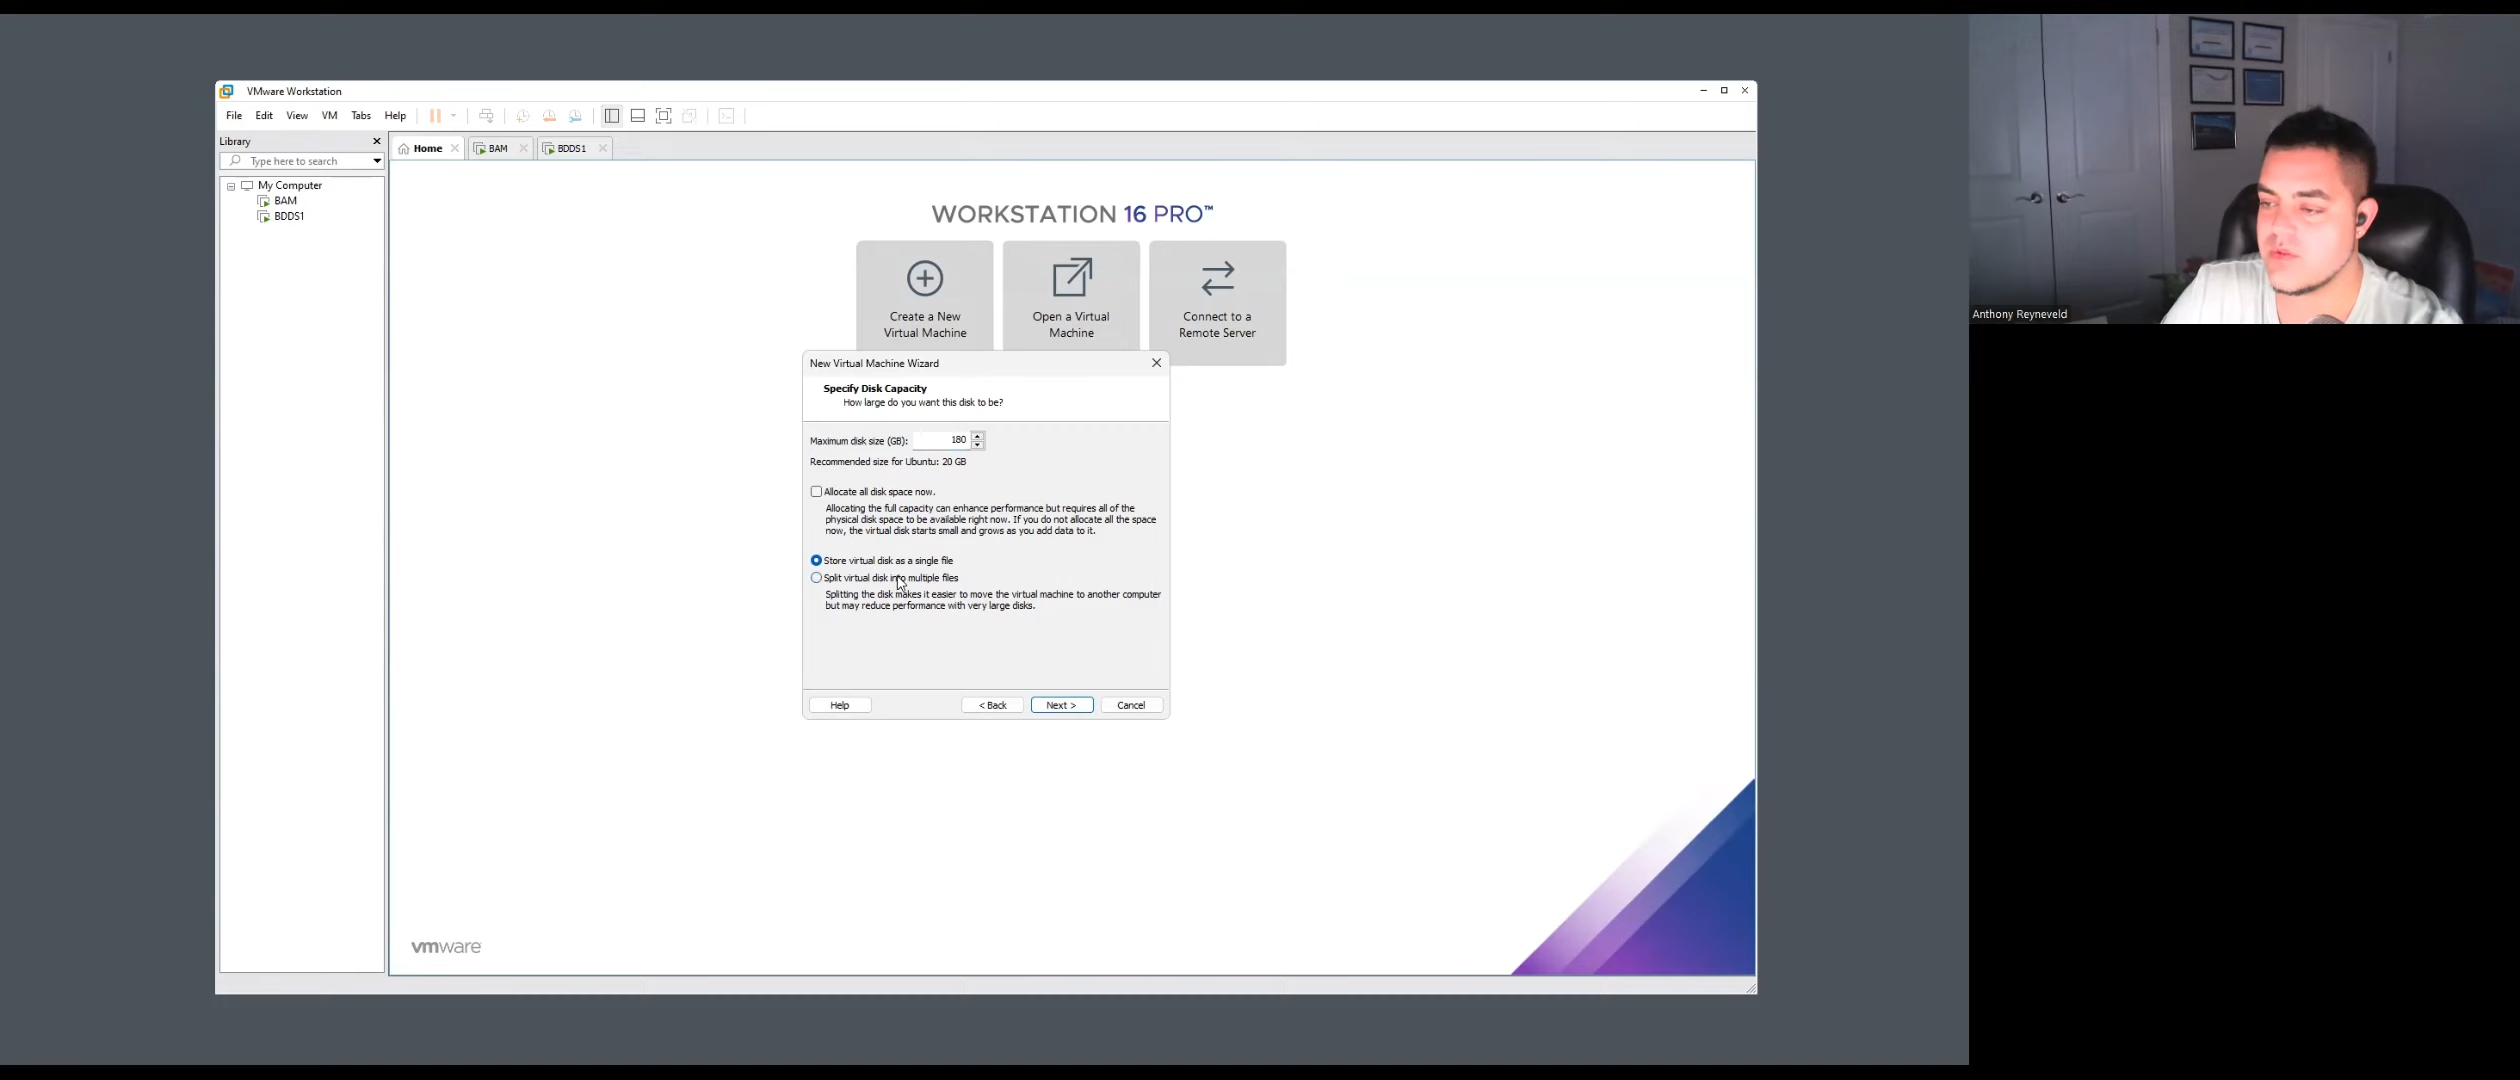 VMware Workstation
File Edit View VM Tabs Help
Library
Type here to search
My Computer
BAM
BDDS1
Home BAM BDDS1
WORKSTATION 16 PRO™
Create a New
Virtual Machine
Open a Virtual
Machine
Connect to a
Remote Server
New Virtual Machine Wizard
Specify Disk Capacity
How large do you want this disk to be?
Maximum disk size (GB): 180
Recommended size for Ubuntu: 20 GB
Allocate all disk space now.
Allocating the full capacity can enhance performance but requires all of the
physical disk space to be available right now. If you do not allocate all the space
now, the virtual disk starts small and grows as you add data to it.
Store virtual disk as a single file
Split virtual disk into multiple files
Splitting the disk makes it easier to move the virtual machine to another computer
but may reduce performance with very large disks.
Help < Back Next > Cancel
vmware
Anthony Reyneveld